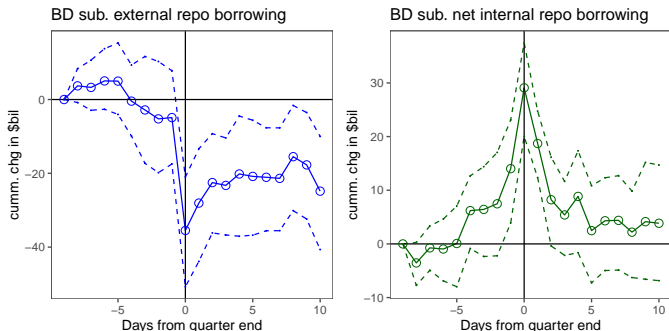 BD sub. external repo borrowing
cumm. chg in $bil
0
−20
−40
−5
0
5
10
Days from quarter end
BD sub. net internal repo borrowing
cumm. chg in $bil
30
20
10
0
−10
−5
0
5
10
Days from quarter end